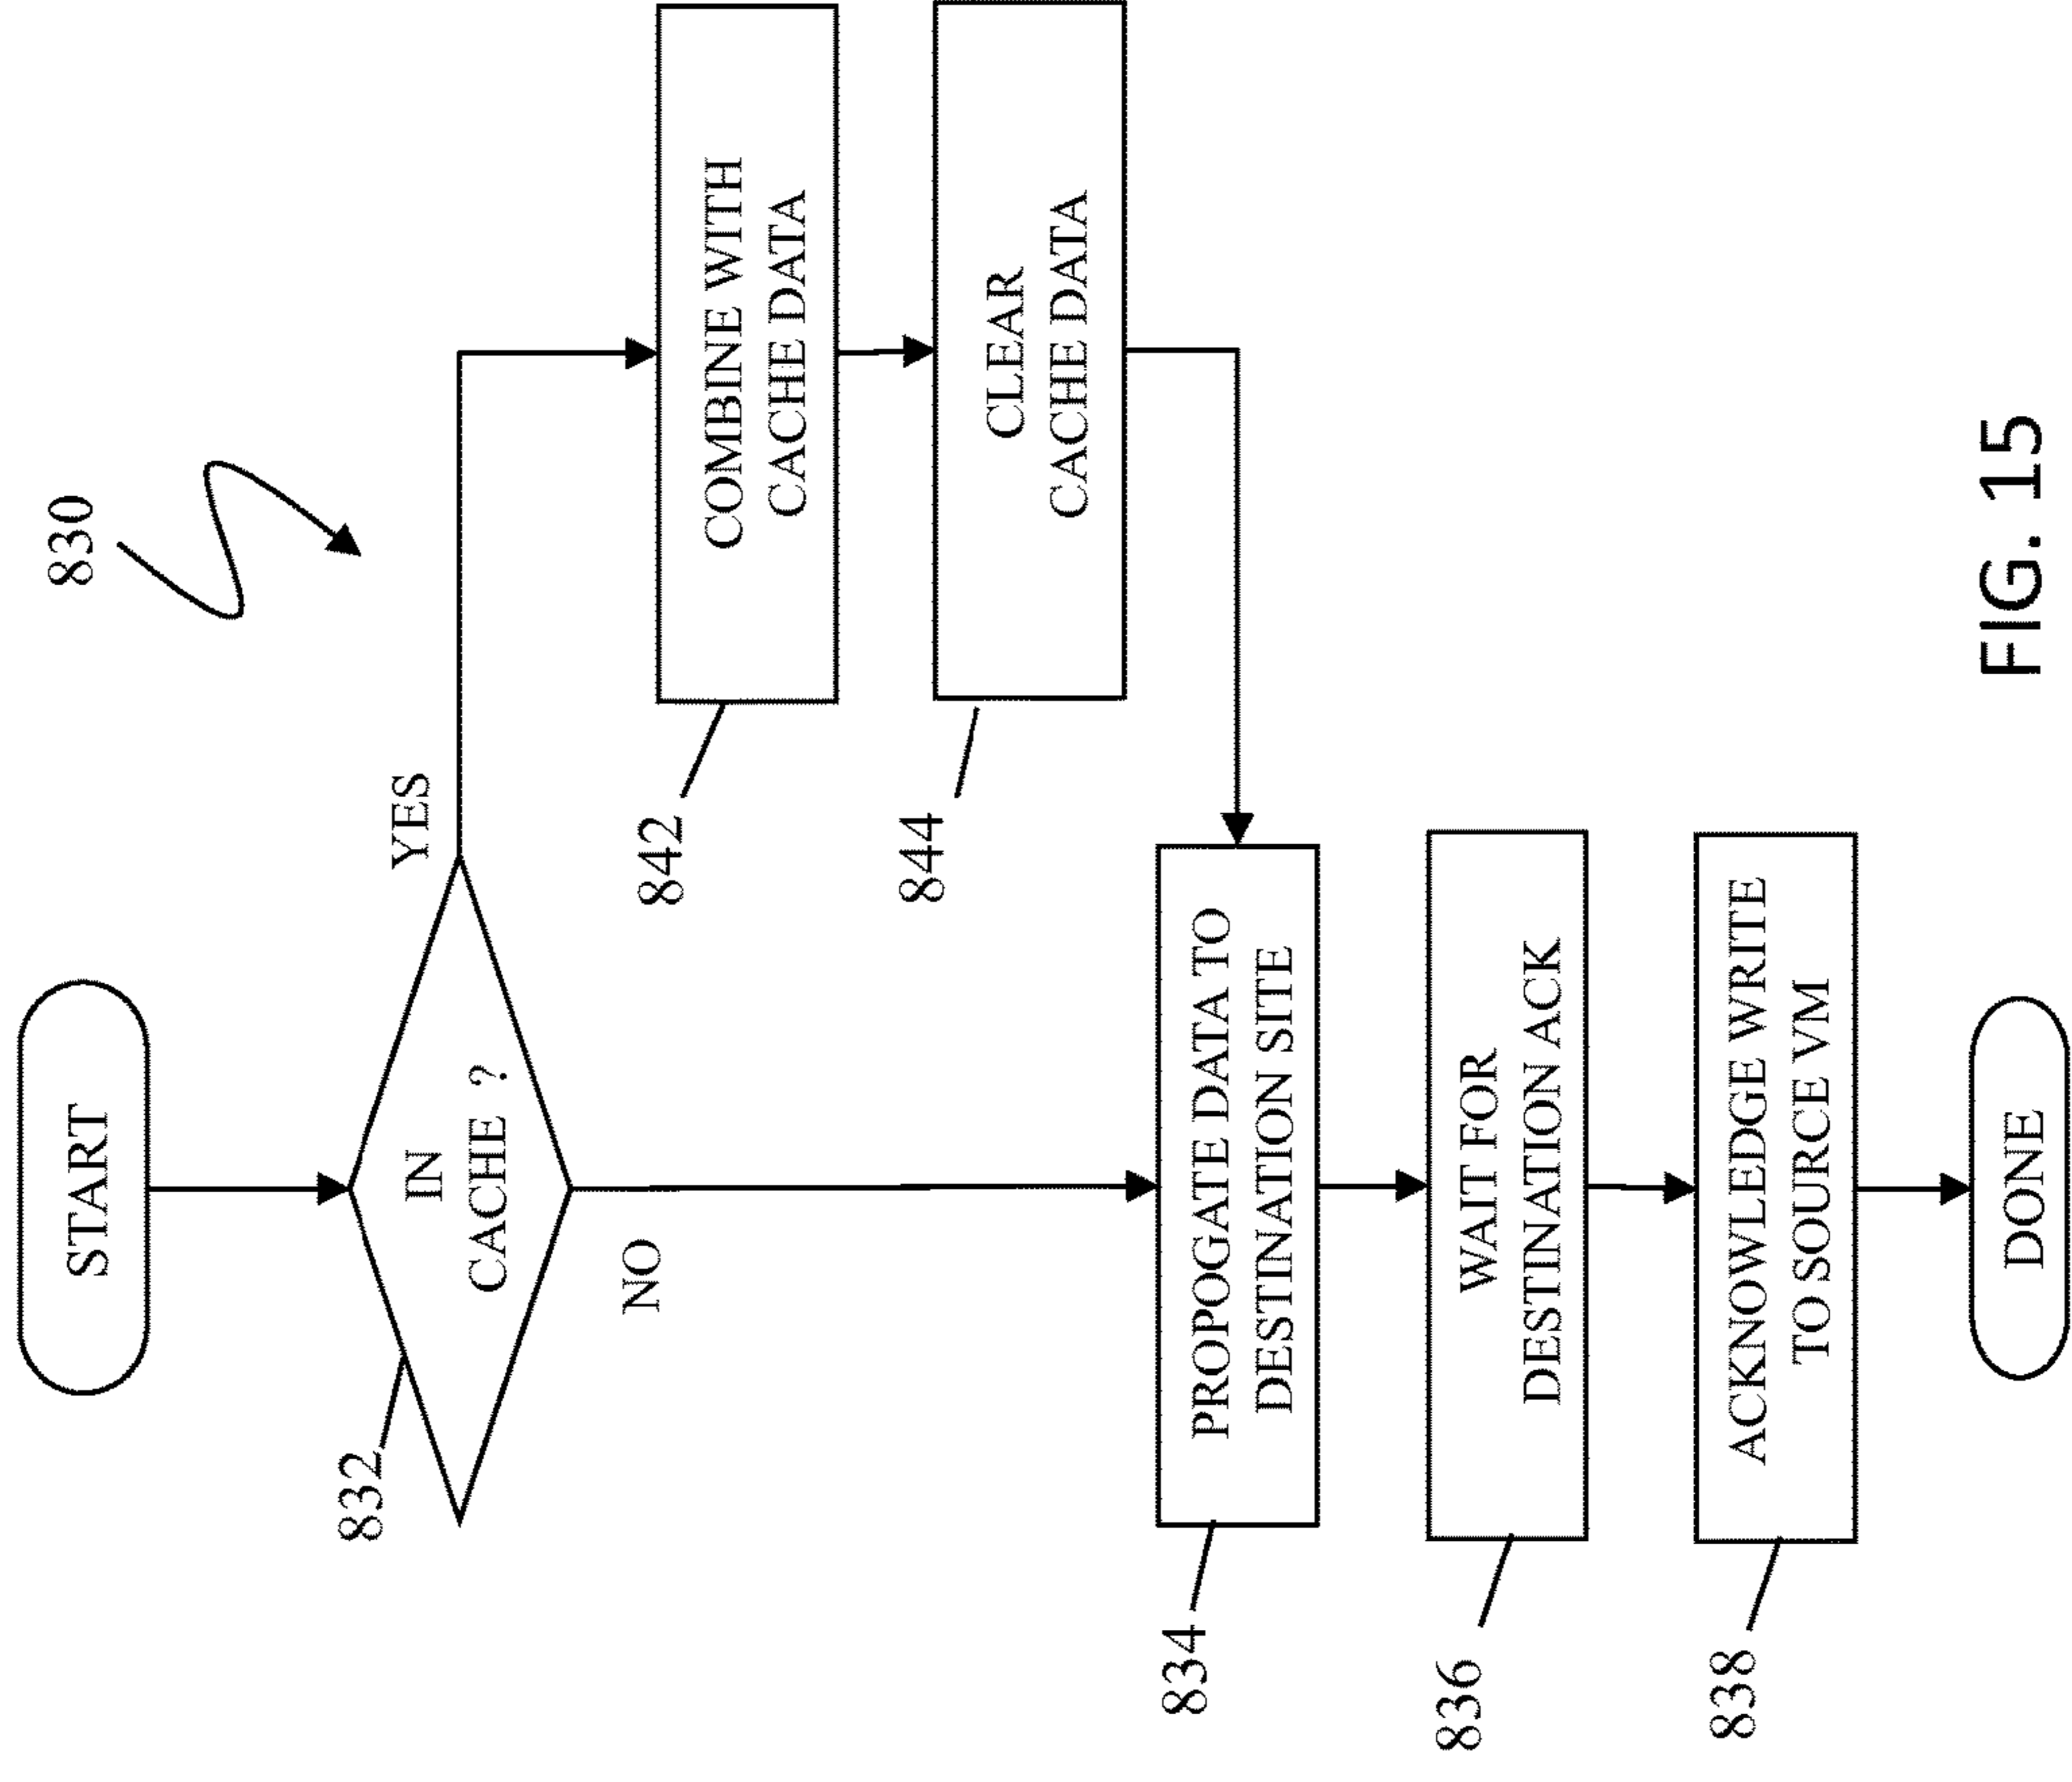 830
START
832
IN
CACHE ?
YES
NO
842
COMBINE WITH
CACHE DATA
844
CLEAR
CACHE DATA
834
PROPOGATE DATA TO
DESTINATION SITE
836
WAIT FOR
DESTINATION ACK
838
ACKNOWLEDGE WRITE
TO SOURCE VM
DONE
FIG. 15